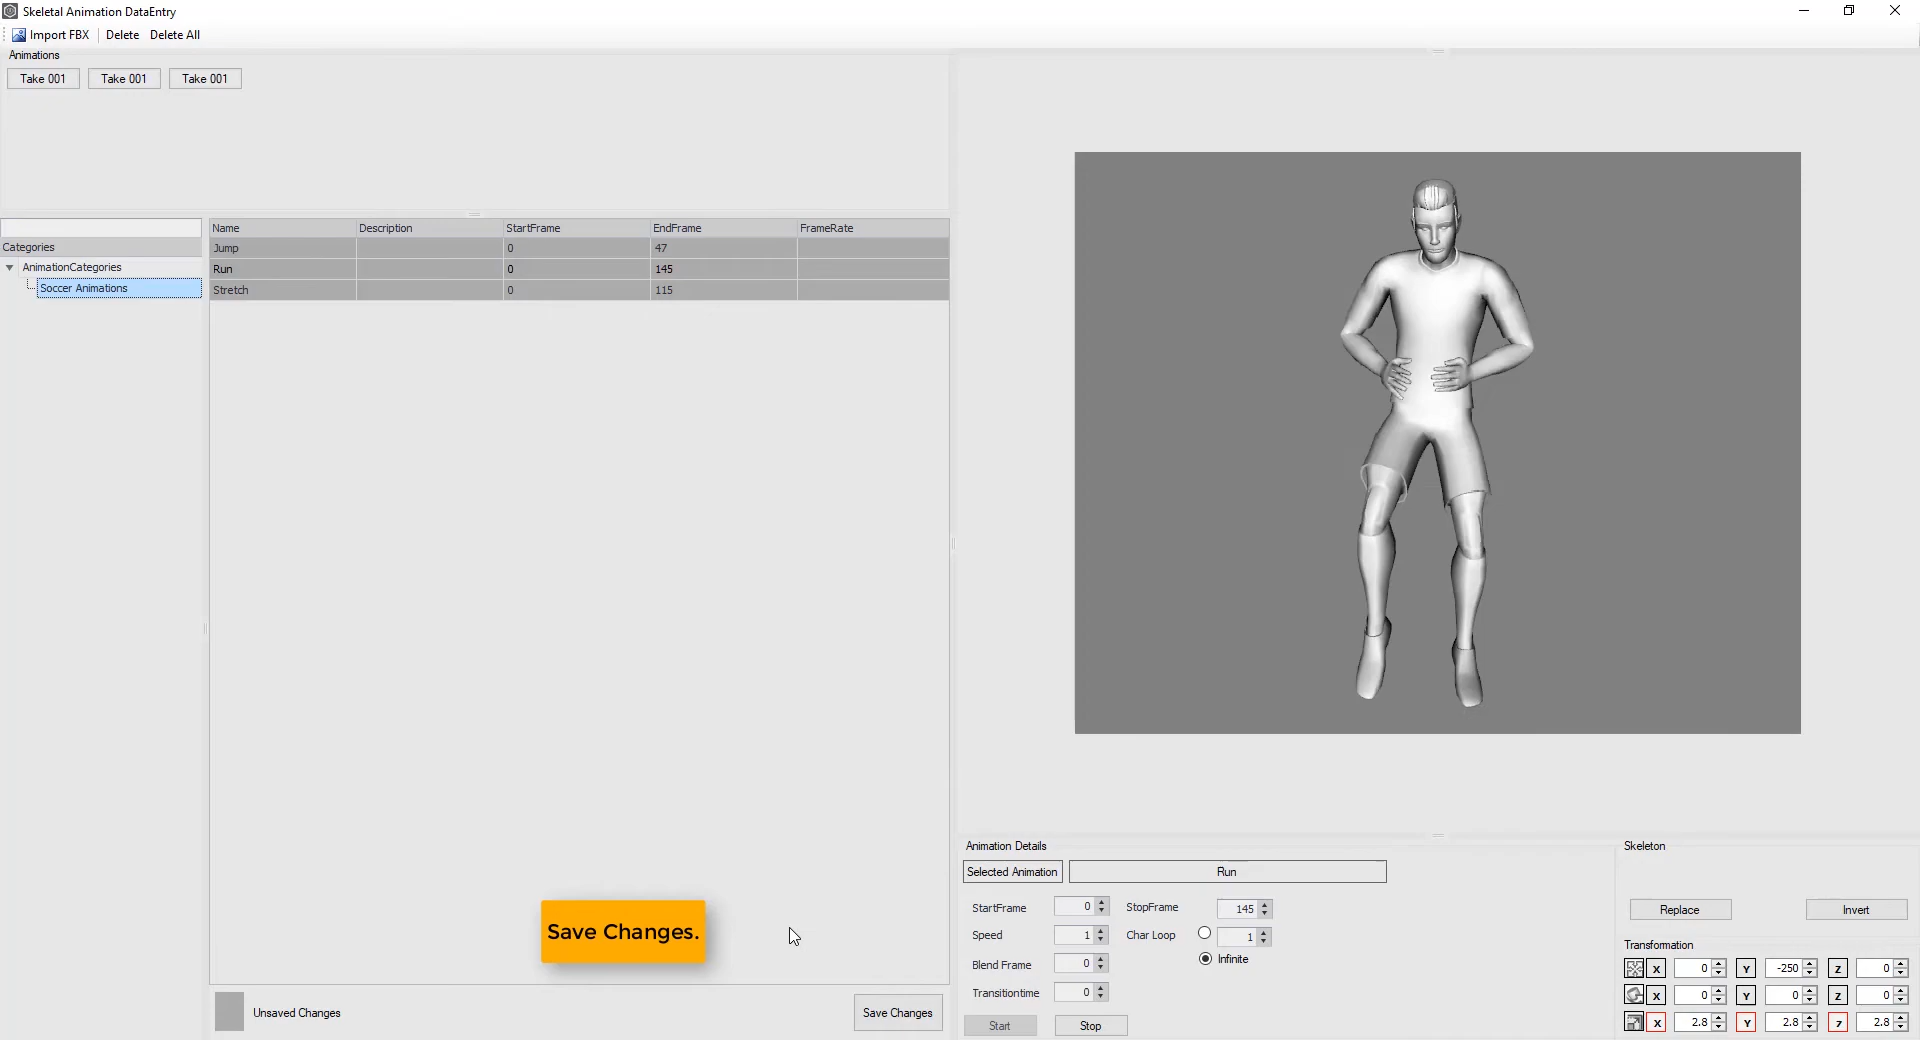 Skeletal Animation DataEntry
Import FBX Delete Delete All
Animations
Take 001 Take 001 Take 001
Categories
AnimationCategories
Soccer Animations
Name Description StartFrame EndFrame FrameRate
Jump 0 47
Run 0 145
Stretch 0 115
Save Changes.
Unsaved Changes Save Changes
Animation Details
Selected Animation Run
StartFrame 0 StopFrame 145
Speed 1 Char Loop 1
Infinite
Blend Frame 0
Transitiontime 0
Start Stop
Skeleton
Replace Invert
Transformation
X 0 Y -250 Z 0
X 0 Y 0 Z 0
X 2.8 Y 2.8 Z 2.8